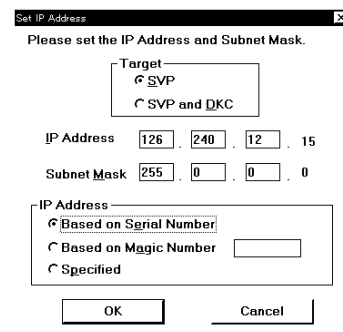 Set IP Address
Please set the IP Address and Subnet Mask.
Target
SVP
SVP and DKC
IP Address 126 . 240 . 12 . 15
Subnet Mask 255 . 0 . 0 . 0
IP Address
Based on Serial Number
Based on Magic Number
Specified
OK Cancel